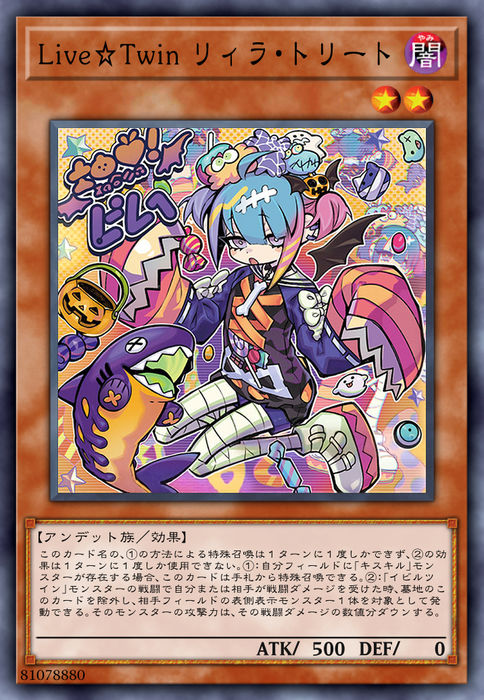 Live☆Twin リィラ・トリート
やみ
闇
【アンデット族／効果】
このカード名の、①の方法による特殊召喚は１ターンに１度しかできず、②の効
果は１ターンに１度しか使用できない。①：自分フィールドに「キスキル」モン
スターが存在する場合、このカードは手札から特殊召喚できる。②：「イビルツ
イン」モンスターの戦闘で自分または相手が戦闘ダメージを受けた時、墓地のこ
のカードを除外し、相手フィールドの表側表示モンスター１体を対象として発
動できる。そのモンスターの攻撃力は、その戦闘ダメージの数値分ダウンする。
ATK/ 500 DEF/ 0
81078880